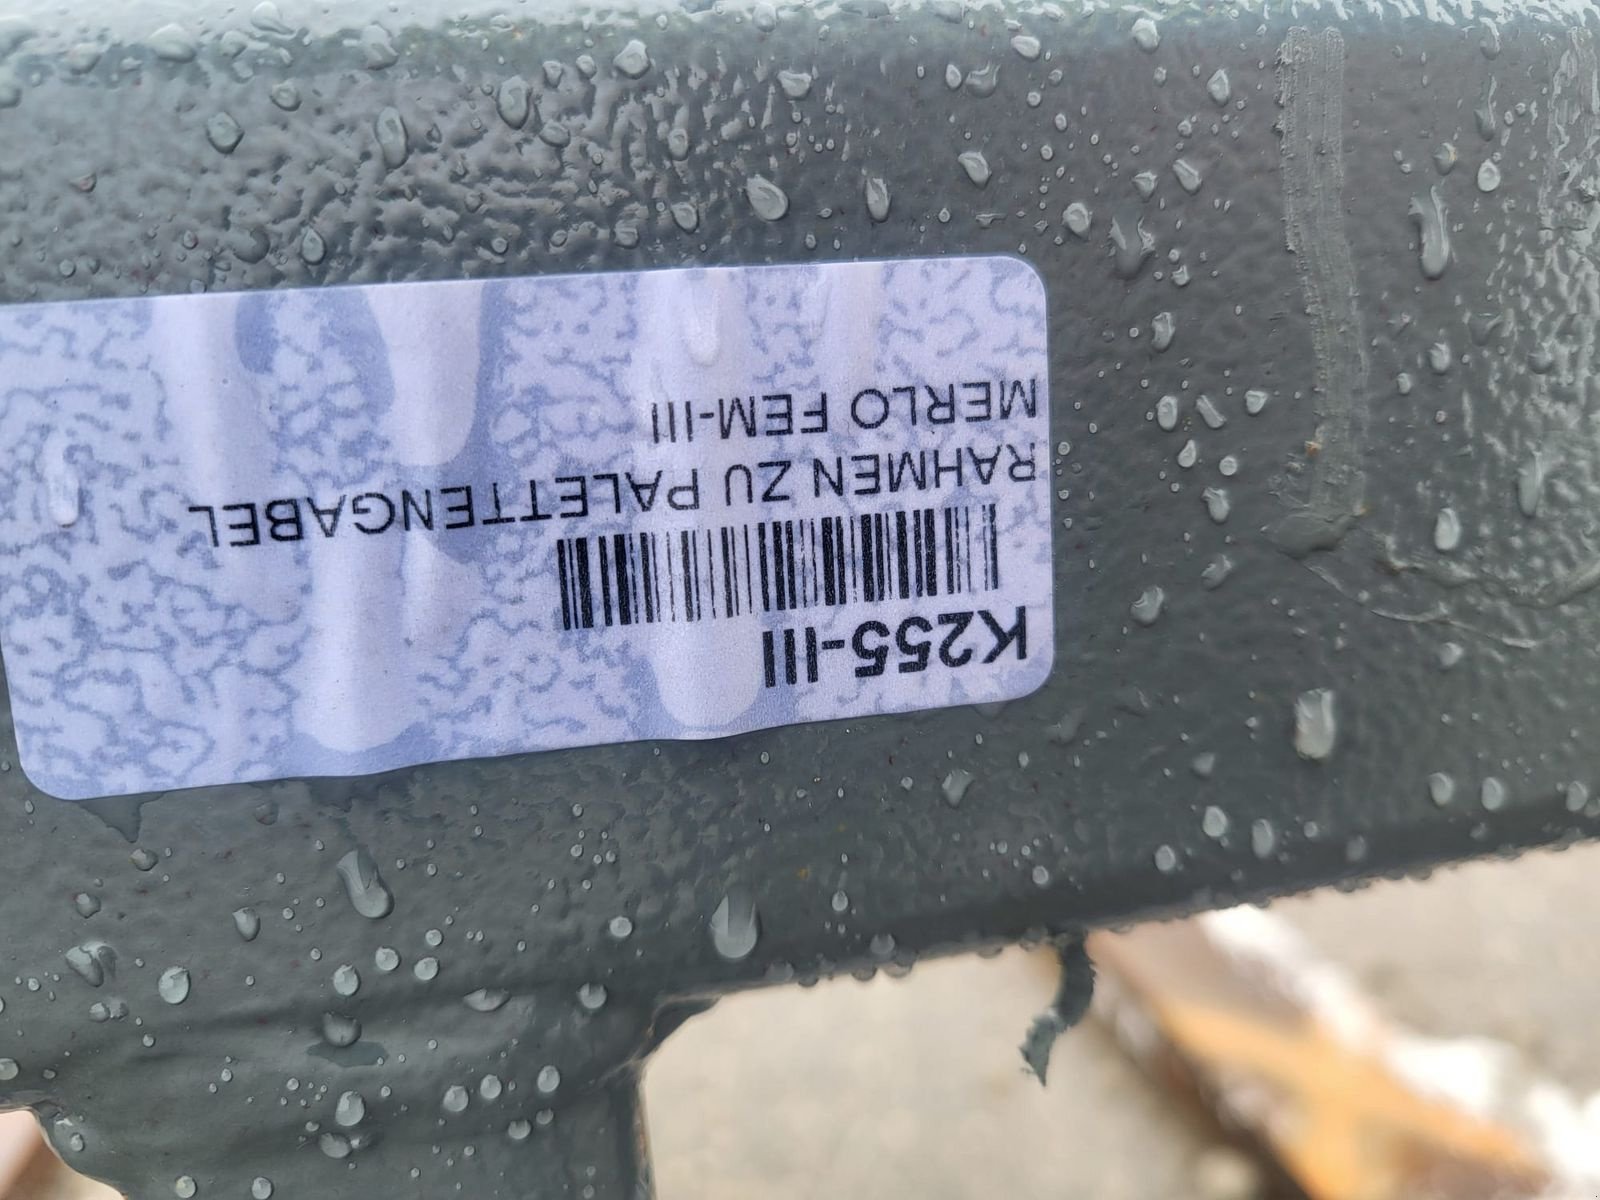 K255-III
RAHMEN ZU PALETTENGABEL
MERLO FEM-III